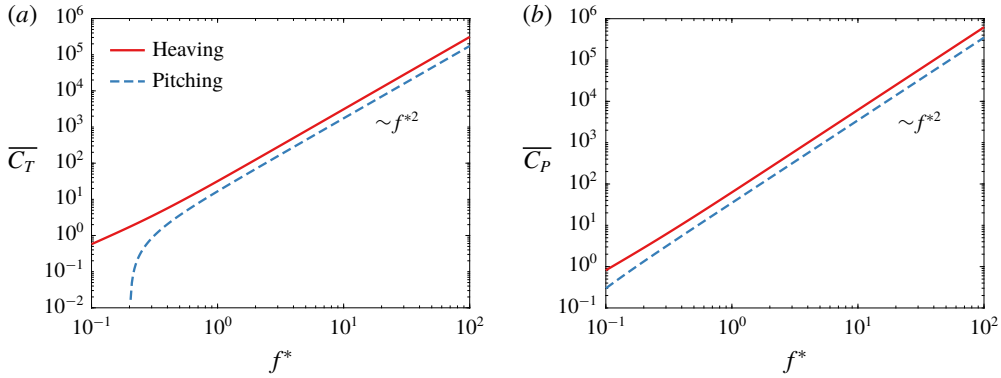 (a)
10^6
10^5
10^4
10^3
10^2
10^1
10^0
10^{-1}
10^{-2}
\overline{C_T}
Heaving
Pitching
~f^{*2}
10^{-1} 10^0 10^1 10^2
f^*
(b)
10^6
10^5
10^4
10^3
10^2
10^1
10^0
10^{-1}
\overline{C_P}
~f^{*2}
10^{-1} 10^0 10^1 10^2
f^*